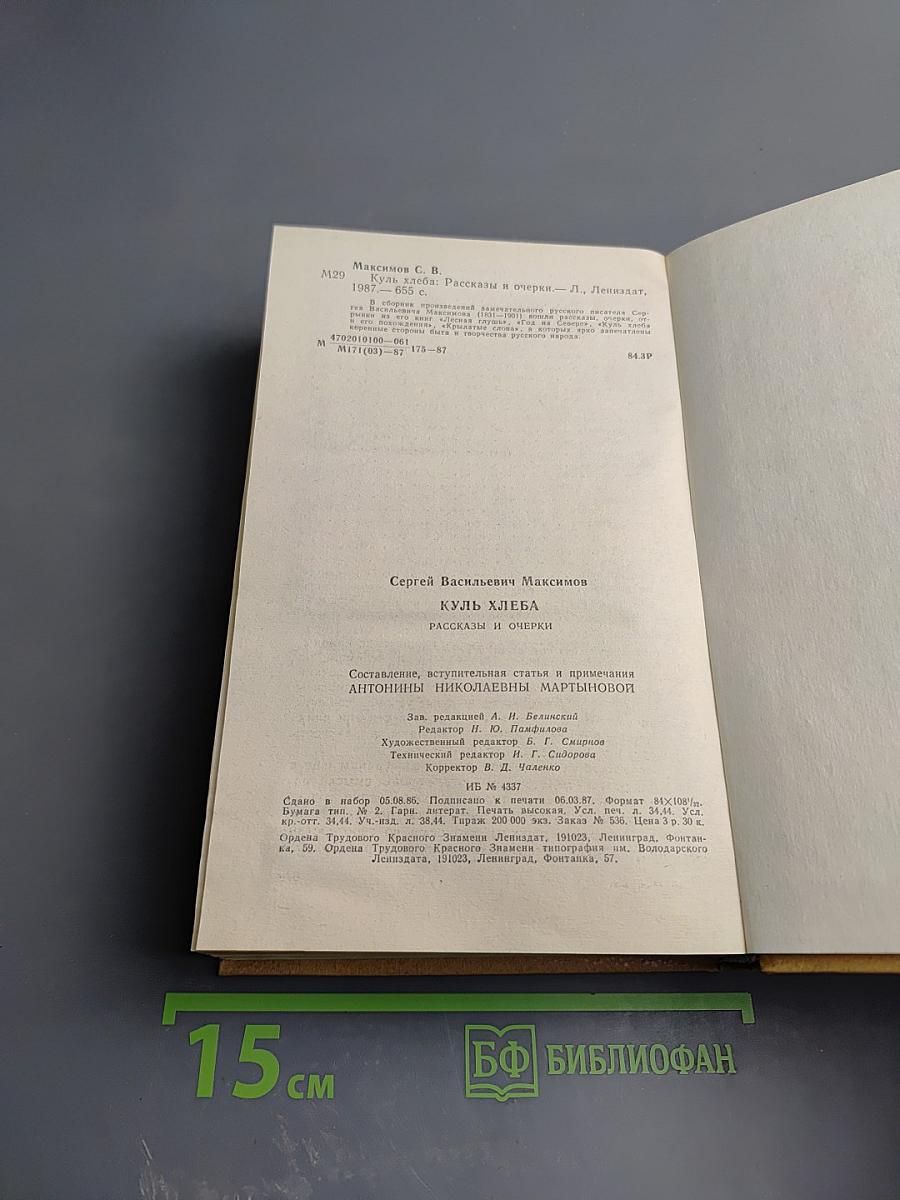 Максимов С. В.
М29 Куль хлеба: Рассказы и очерки.— Л., Лениздат,
1987.— 655 с.
В сборник произведений замечательного русского писателя Сер-
гея Васильевича Максимова (1831—1901) вошли рассказы, очерки, от-
рывки из его книг «Лесная глушь», «Год на Севере», «Куль хлеба
и его похождения», «Крылатые слова», в которых ярко запечатлены
коренные стороны быта и творчества русского народа.
М 4702010100—061 175—87
М171(03)—87
84.3Р
Сергей Васильевич Максимов
КУЛЬ ХЛЕБА
РАССКАЗЫ И ОЧЕРКИ
Составление, вступительная статья и примечания
АНТОНИНЫ НИКОЛАЕВНЫ МАРТЫНОВОЙ
Зав. редакцией А. И. Белинский
Редактор Н. Ю. Памфилова
Художественный редактор Б. Г. Смирнов
Технический редактор И. Г. Сидорова
Корректор В. Д. Чаленко
ИБ № 4337
Сдано в набор 05.08.86. Подписано к печати 06.03.87. Формат 84×108¹/₃₂.
Бумага тип. № 2. Гарн. литерат. Печать высокая. Усл. печ. л. 34,44. Усл.
кр.-отт. 34,44. Уч.-изд. л. 38,44. Тираж 200 000 экз. Заказ № 536. Цена 3 р. 30 к.
Ордена Трудового Красного Знамени Лениздат, 191023, Ленинград, Фонтан-
ка, 59. Ордена Трудового Красного Знамени типография им. Володарского
Лениздата, 191023, Ленинград, Фонтанка, 57.
15 см
БФ БИБЛИОФАН